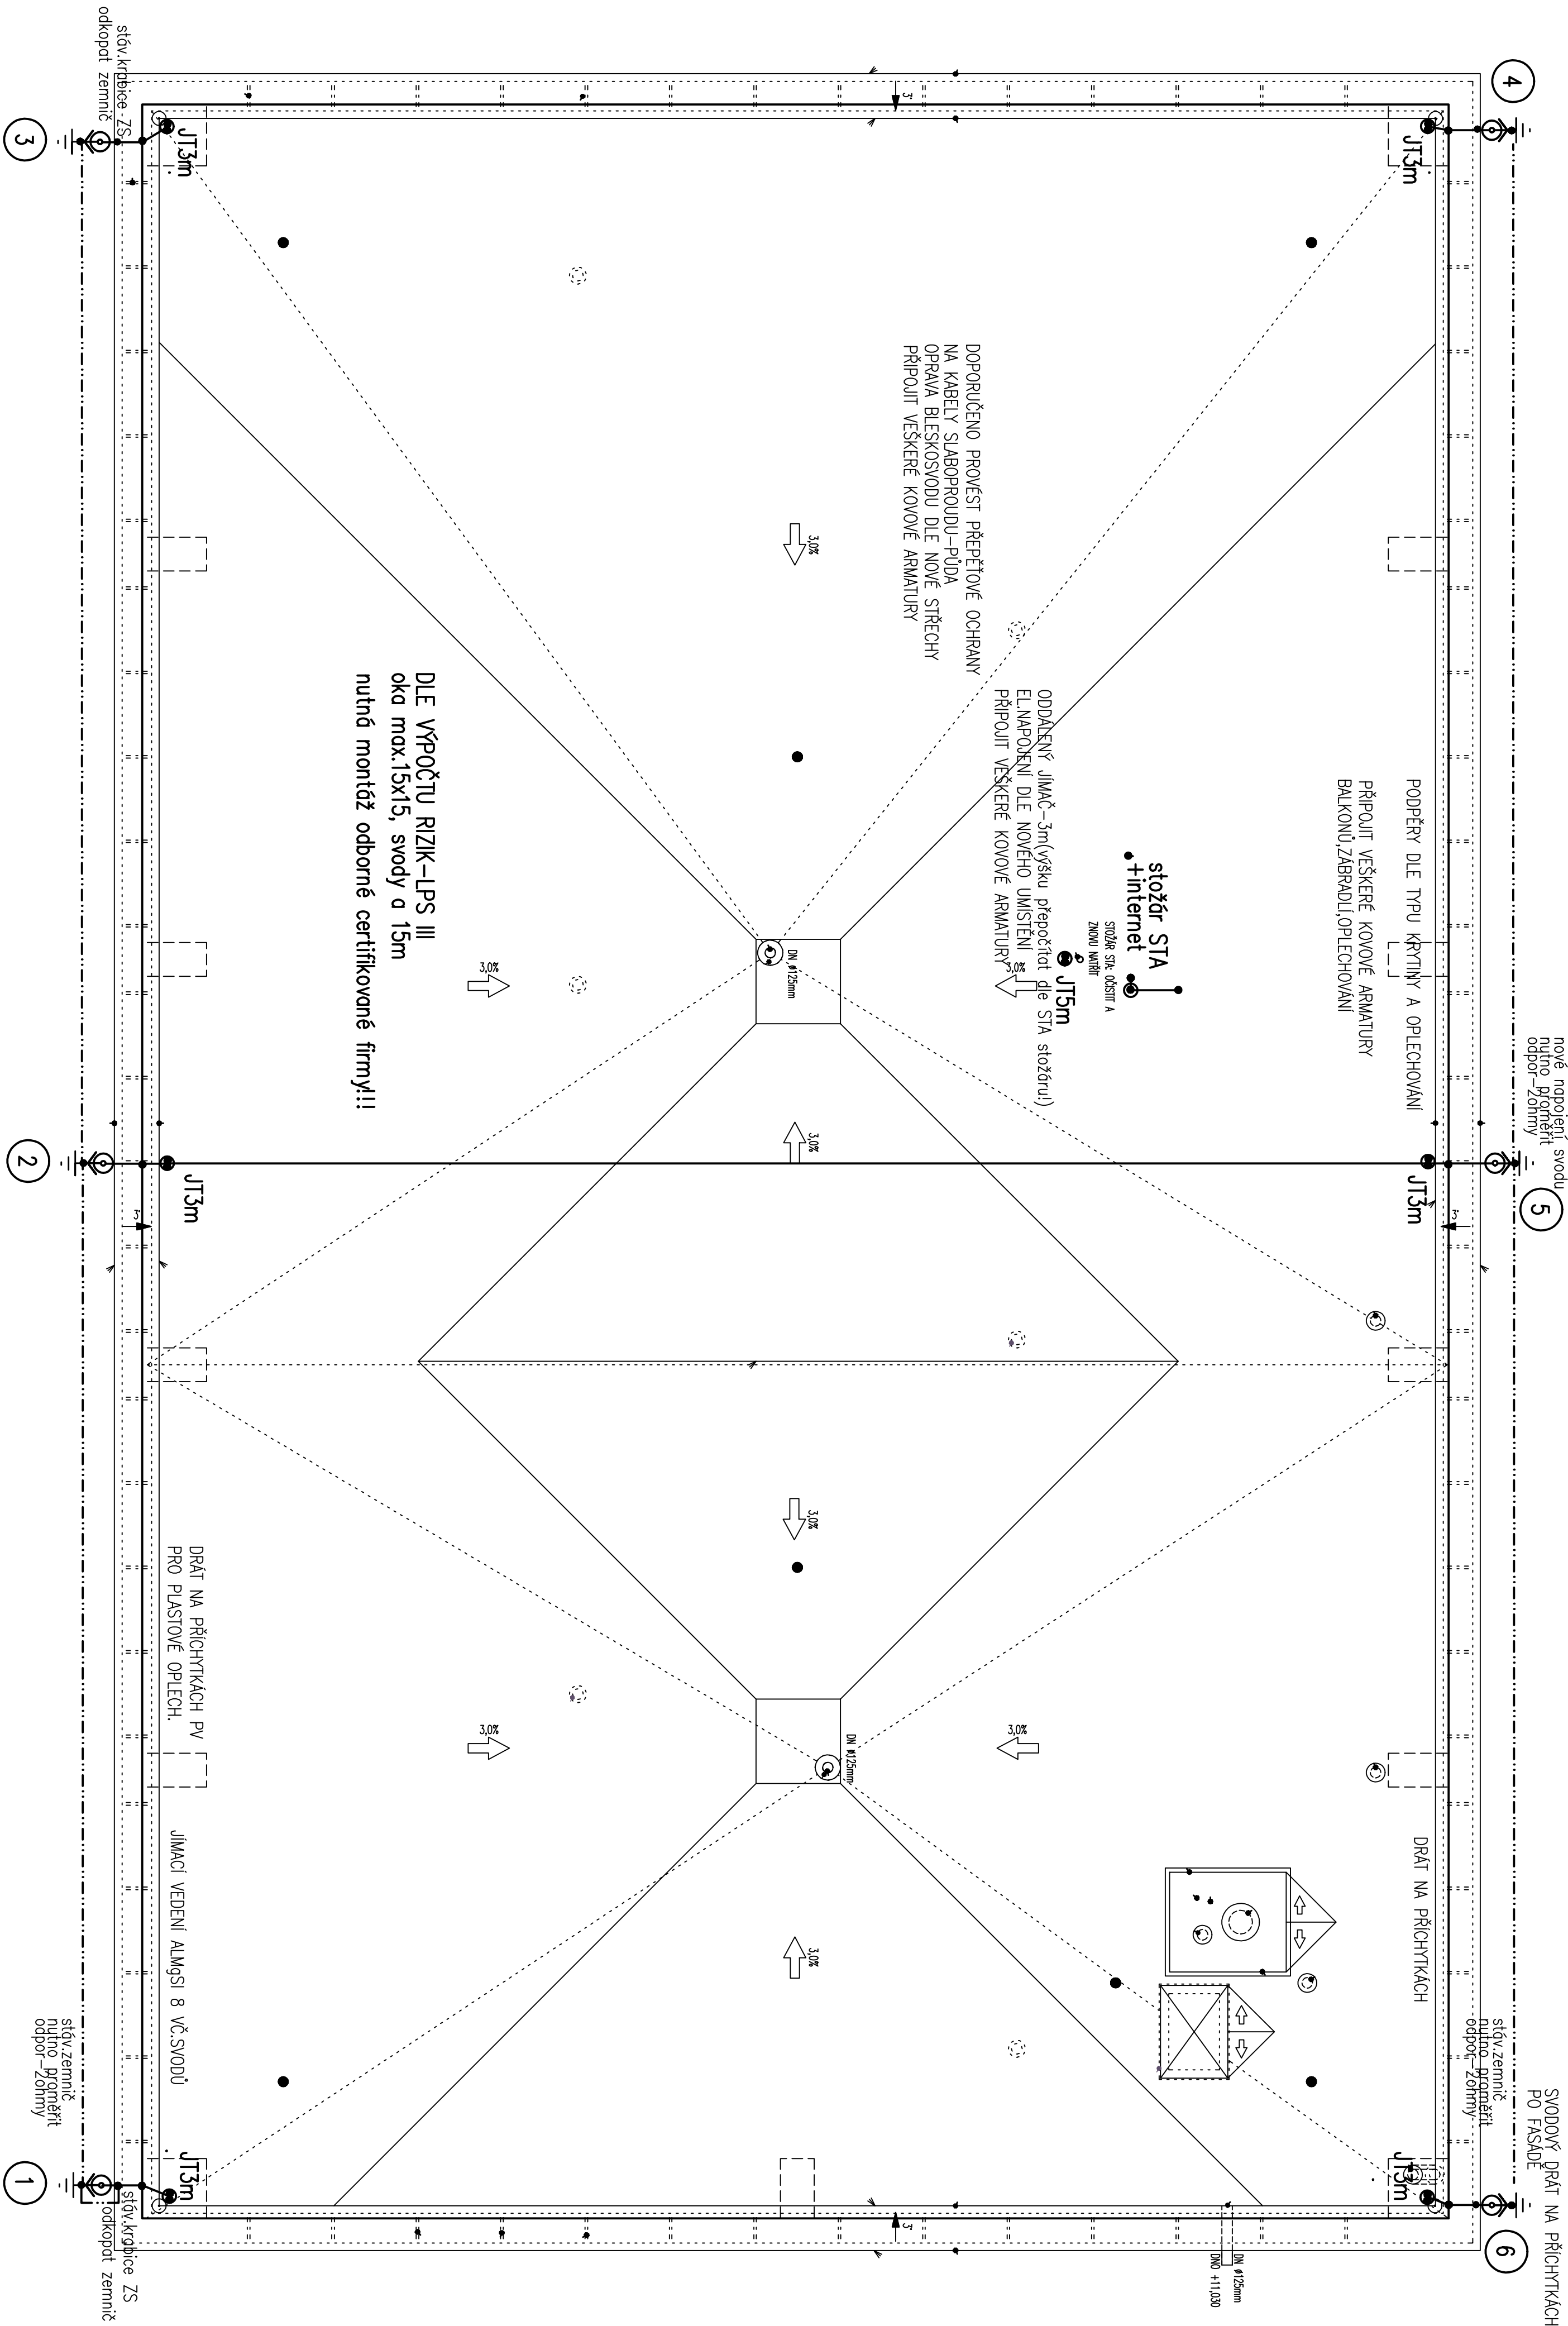 stáv.krabice ZS
odkopat zemnič
3
4
JT3m
JT3m
3°
DOPORUČENO PROVÉST PŘEPĚŤOVÉ OCHRANY
NA KABELY SLABOPROUDU-PŮDA
OPRAVA BLESKOSVODU DLE NOVÉ STŘECHY
PŘIPOJIT VEŠKERÉ KOVOVÉ ARMATURY
3,0%
DLE VÝPOČTU RIZIK-LPS III
oka max.15x15, svody a 15m
nutná montáž odborné certifikované firmy!!!
ODDÁLENÝ JÍMAČ-3m(výšku přepočítat dle STA stožáru!)
EL.NAPOJENÍ DLE NOVÉHO UMÍSTĚNÍ
PŘIPOJIT VEŠKERÉ KOVOVÉ ARMATURY
PODPĚRY DLE TYPU KRYTINY A OPLECHOVÁNÍ
PŘIPOJIT VEŠKERÉ KOVOVÉ ARMATURY
BALKONŮ,ZÁBRADLÍ,OPLECHOVÁNÍ
stožár STA
+internet
STOŽÁR STA: OČISTIT A
ZNOVU NATŘÍT
JT5m
DN ø125mm
3,0%
3,0%
3,0%
nové napojení svodu
nutno proměřit
odpor-2ohmy
5
2
JT3m
JT3m
3°
3°
3,0%
3,0%
3,0%
DN ø125mm
DRÁT NA PŘÍCHYTKÁCH PV
PRO PLASTOVÉ OPLECH.
JÍMACÍ VEDENÍ ALMgSI 8 VČ.SVODŮ
DRÁT NA PŘÍCHYTKÁCH
3,0%
stáv.zemnič
nutno proměřit
odpor-2ohmy
stáv.zemnič
nutno proměřit
odpor-2ohmy
SVODOVÝ DRÁT NA PŘÍCHYTKÁCH
PO FASÁDĚ
JT3m
JT3m
1
6
stáv.krabice ZS
odkopat zemnič
3°
DN ø125mm
DNO +11,030